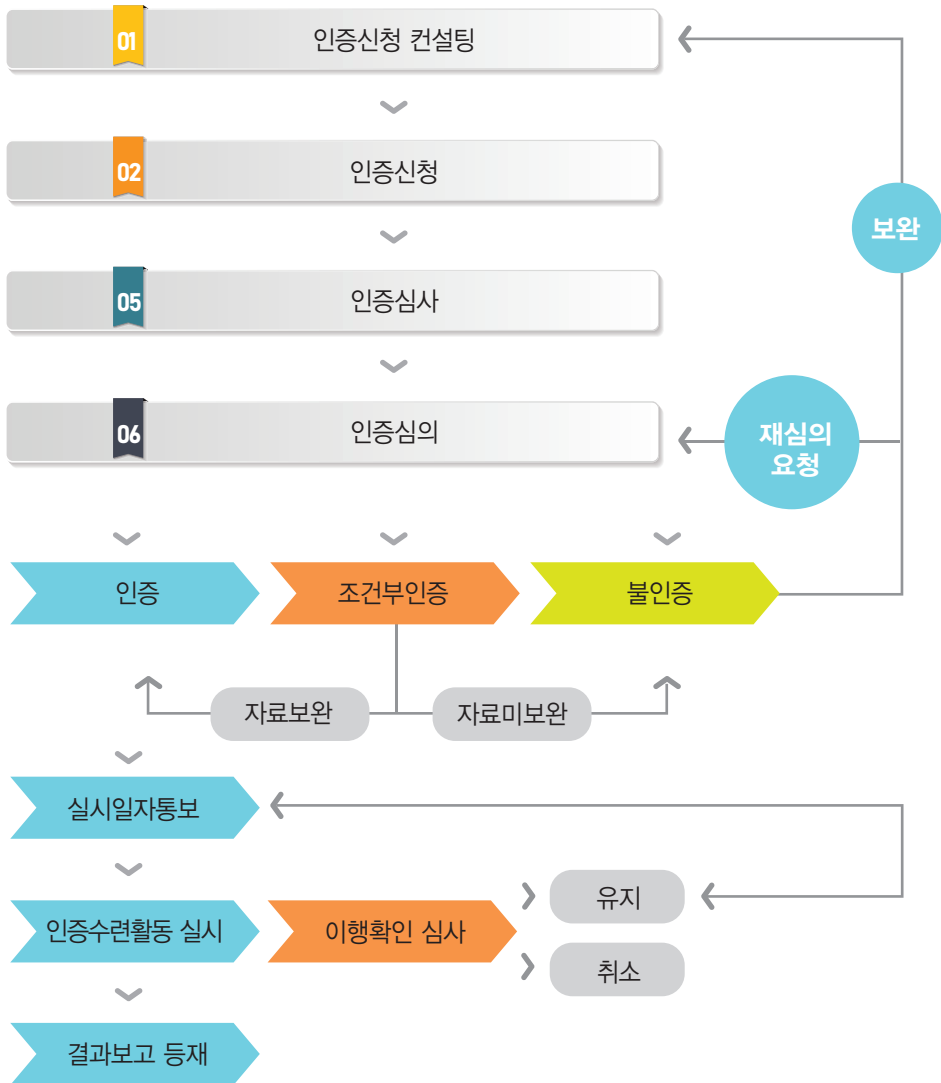 01 인증신청 컨설팅
02 인증신청
보완
05 인증심사
06 인증심의
재심의
요청
인증
조건부인증
불인증
자료보완
자료미보완
실시일자통보
유지
인증수련활동 실시
이행확인 심사
취소
결과보고 등재